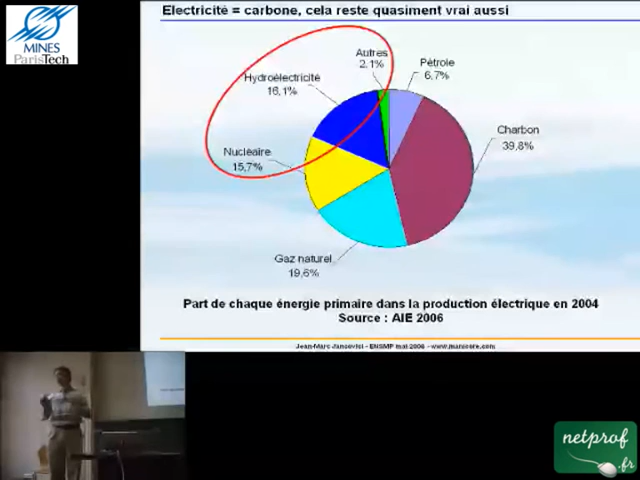 MINES
ParisTech
Electricité = carbone, cela reste quasiment vrai aussi
Autres
2,1%
Pétrole
6,7%
Hydroélectricité
16,1%
Charbon
39,8%
Nucléaire
15,7%
Gaz naturel
19,6%
Part de chaque énergie primaire dans la production électrique en 2004
Source : AIE 2006
Jean-Marc Jancovici - ENSMP mai 2006 - www.manicore.com
netprof
.fr